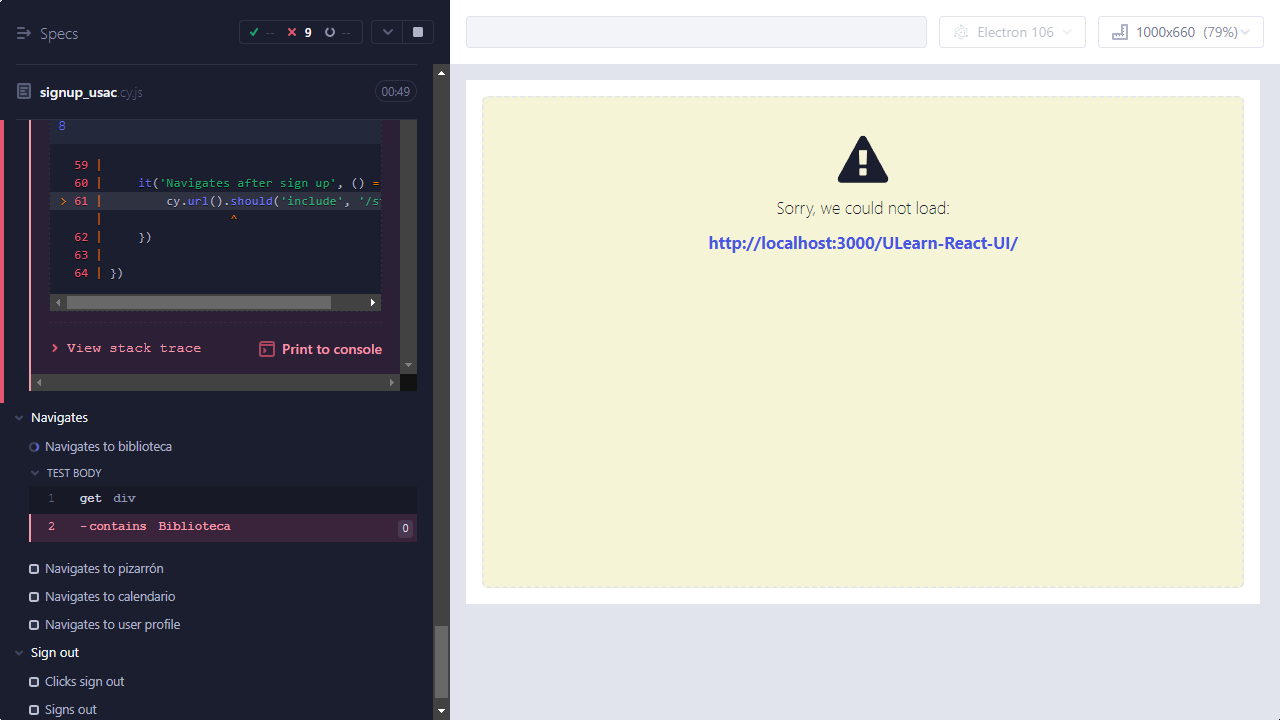 Specs
-- 9 --
signup_usac.cy.js
00:49
8
59 |
60 | it('Navigates after sign up', () =
> 61 | cy.url().should('include', '/s
| ^
62 | })
63 |
64 | })
> View stack trace
Print to console
Navigates
Navigates to biblioteca
TEST BODY
1 get div
2 -contains Biblioteca 0
Navigates to pizarrón
Navigates to calendario
Navigates to user profile
Sign out
Clicks sign out
Signs out
Electron 106
1000x660 (79%)
Sorry, we could not load:
http://localhost:3000/ULearn-React-UI/